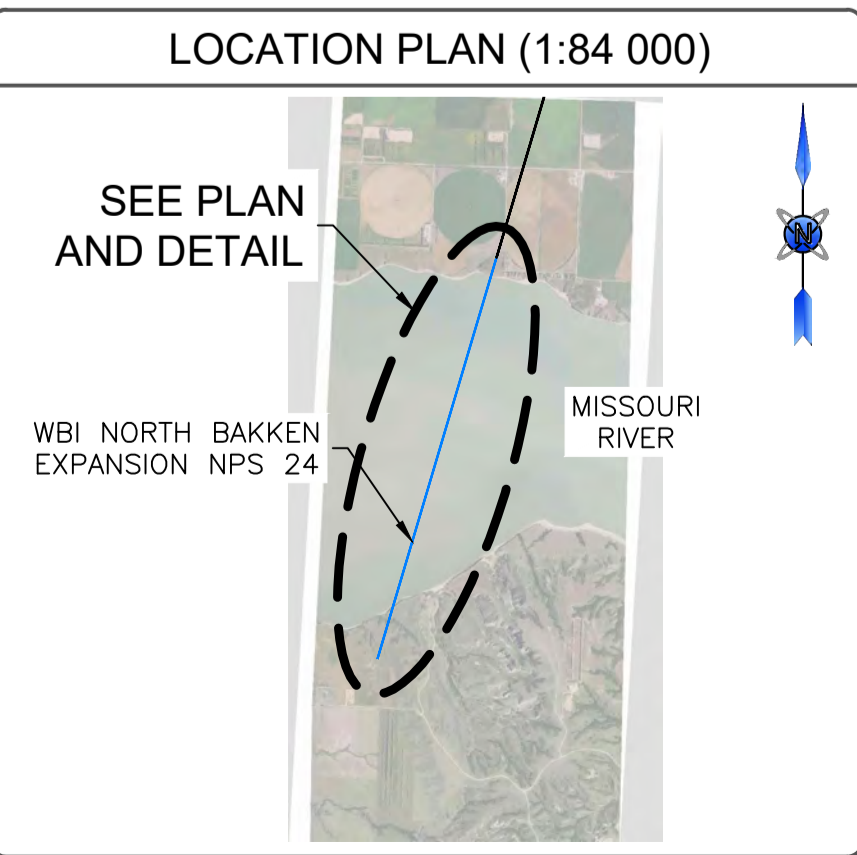 LOCATION PLAN (1:84 000)
SEE PLAN
AND DETAIL
N
MISSOURI
RIVER
WBI NORTH BAKKEN
EXPANSION NPS 24